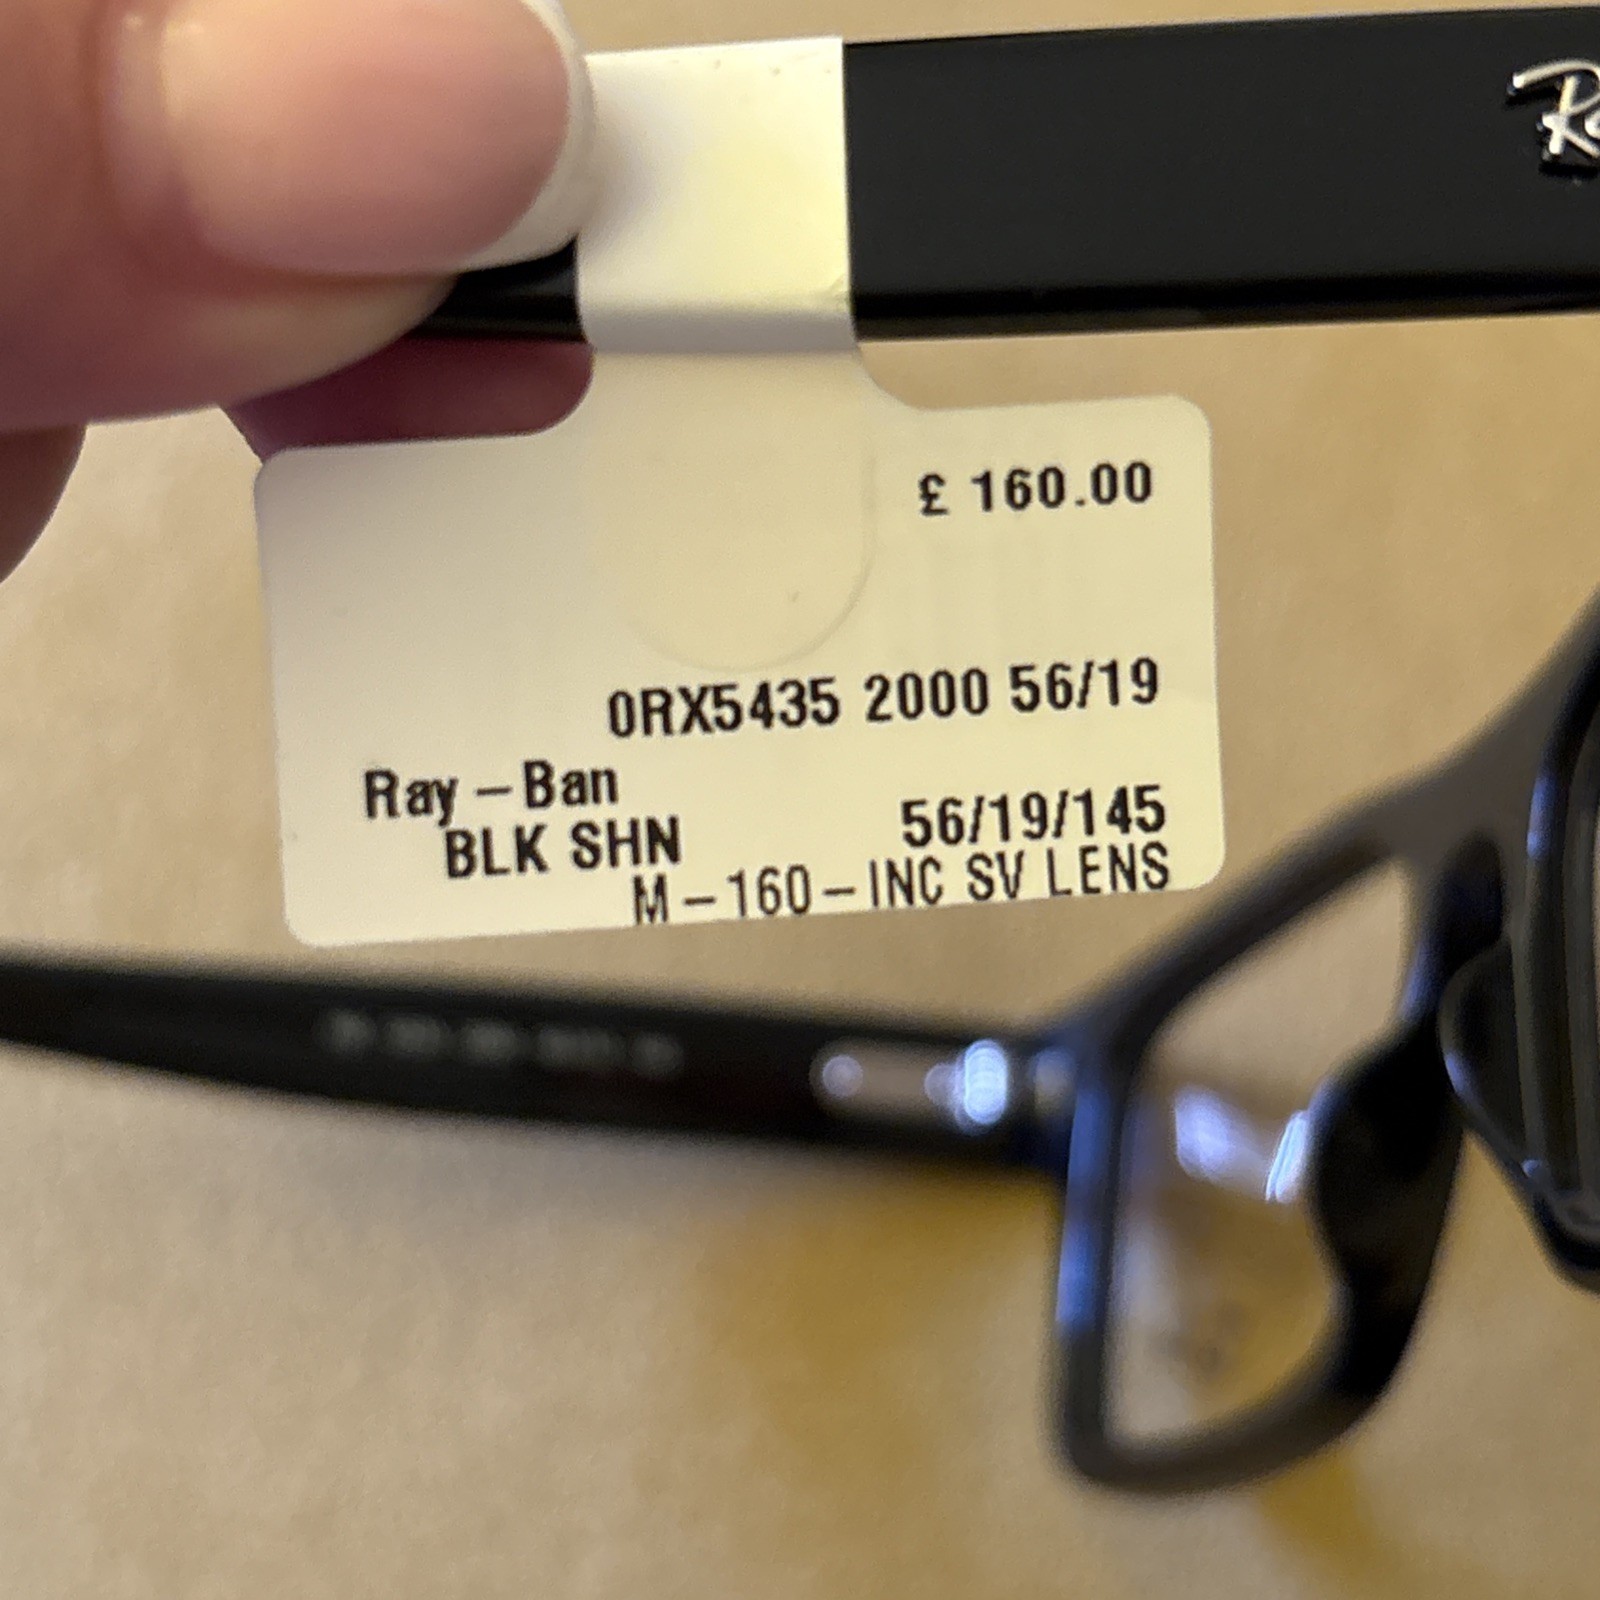 £ 160.00
0RX5435 2000 56/19
Ray-Ban
BLK SHN 56/19/145
M-160-INC SV LENS